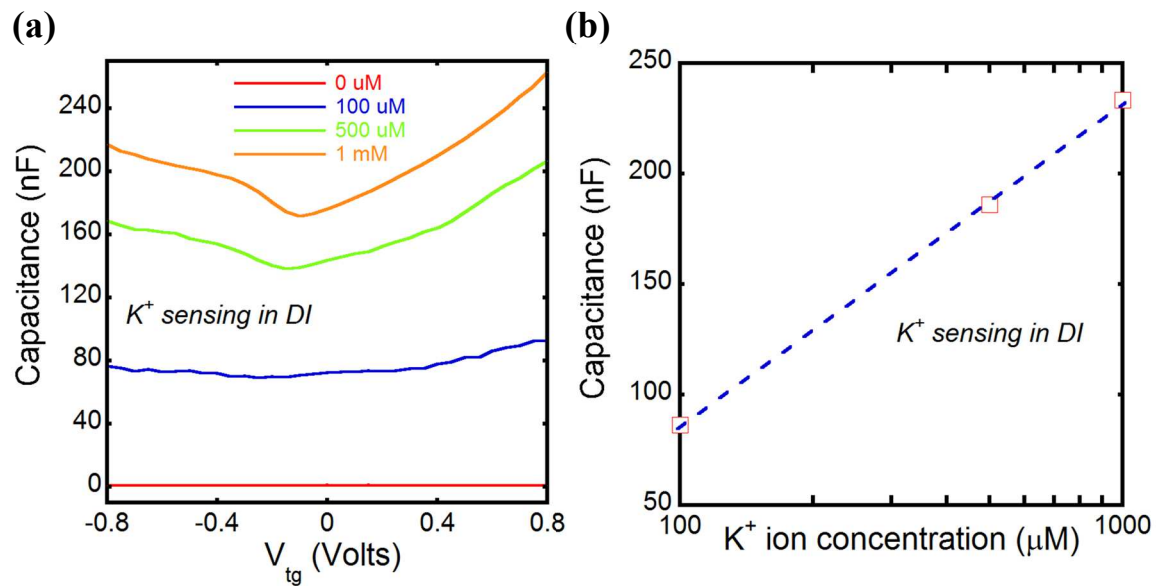 (a)
(b)
0 uM
100 uM
500 uM
1 mM
240
200
160
120
80
40
0
Capacitance (nF)
K⁺ sensing in DI
-0.8
-0.4
0
0.4
0.8
V_tg (Volts)
250
200
150
100
50
Capacitance (nF)
K⁺ sensing in DI
100
1000
K⁺ ion concentration (μM)